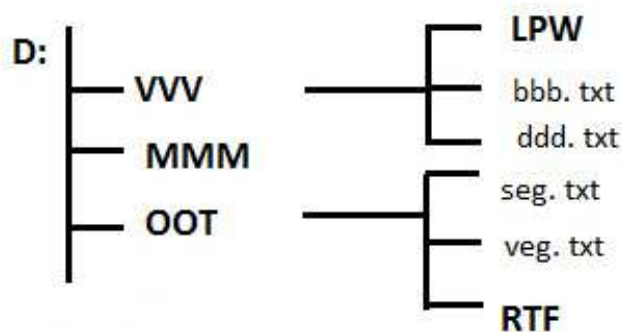 D:
VVV
MMM
OOT
LPW
bbb. txt
ddd. txt
seg. txt
veg. txt
RTF